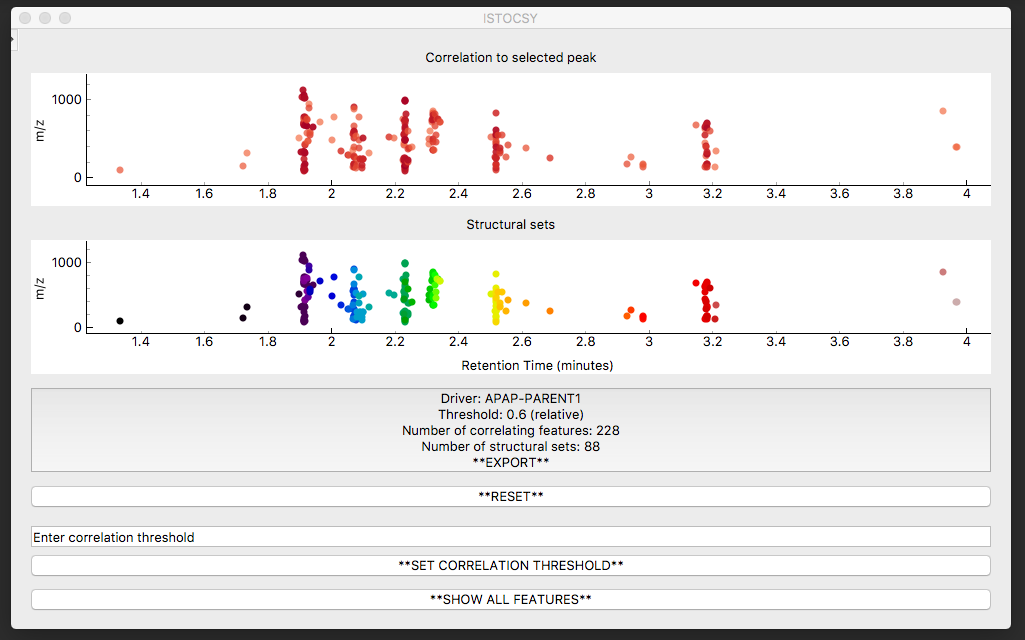 ISTOCSY
Correlation to selected peak
1000
m/z
0
1.4 1.6 1.8 2 2.2 2.4 2.6 2.8 3 3.2 3.4 3.6 3.8 4
Structural sets
1000
m/z
0
1.4 1.6 1.8 2 2.2 2.4 2.6 2.8 3 3.2 3.4 3.6 3.8 4
Retention Time (minutes)
Driver: APAP-PARENT1
Threshold: 0.6 (relative)
Number of correlating features: 228
Number of structural sets: 88
**EXPORT**
**RESET**
Enter correlation threshold
**SET CORRELATION THRESHOLD**
**SHOW ALL FEATURES**